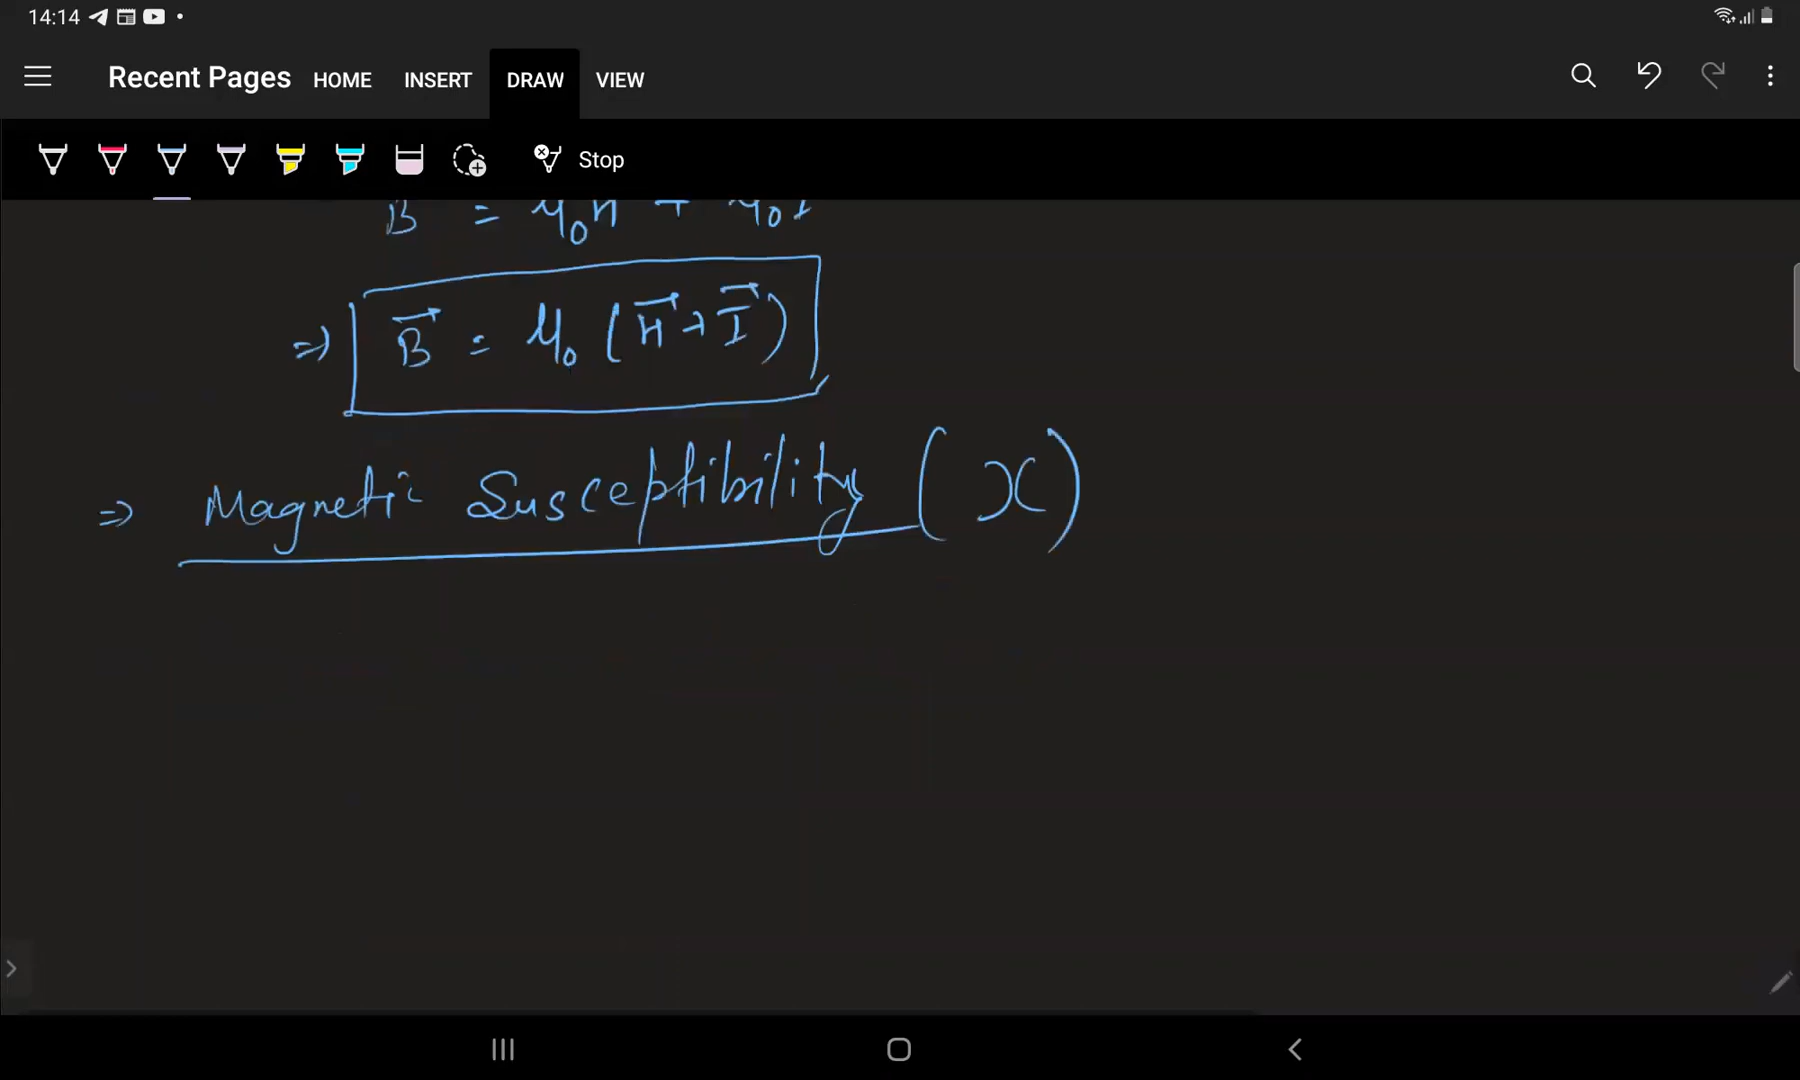 14:14
Recent Pages HOME INSERT DRAW VIEW
Stop
B = μ₀H + μ₀I
⇒ B⃗ = μ₀ (H⃗ + I⃗)
⇒ Magnetic Susceptibility (χ)